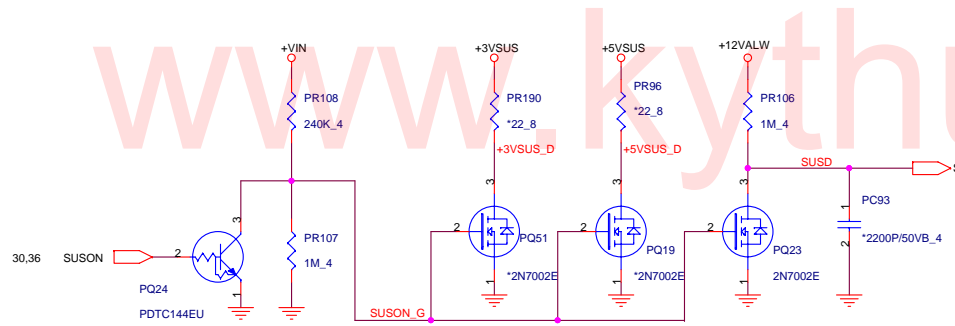 www.kythu
+VIN
+3VSUS
+5VSUS
+12VALW
PR108
240K_4
PR190
*22_8
PR96
*22_8
PR106
1M_4
+3VSUS_D
+5VSUS_D
SUSD
S
3
3
3
3
1
PC93
2
*2200P/50VB_4
2
PQ51
2
PQ19
2
PQ23
PR107
1M_4
*2N7002E
*2N7002E
2N7002E
30,36
SUSON
2
PQ24
PDTC144EU
1
1
1
1
SUSON_G